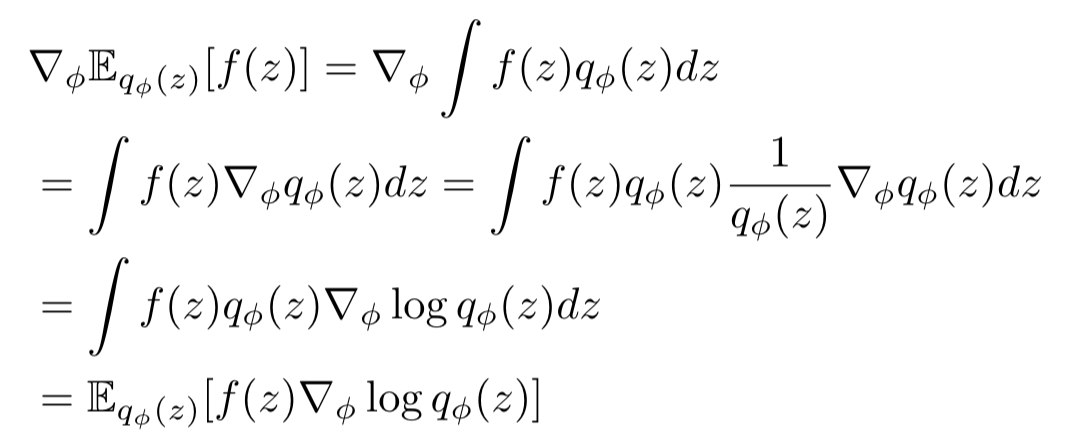 ∇_ϕ 𝔼_{q_ϕ(z)}[f(z)] = ∇_ϕ ∫ f(z)q_ϕ(z)dz
= ∫ f(z)∇_ϕ q_ϕ(z)dz = ∫ f(z)q_ϕ(z) \frac{1}{q_ϕ(z)} ∇_ϕ q_ϕ(z)dz
= ∫ f(z)q_ϕ(z)∇_ϕ log q_ϕ(z)dz
= 𝔼_{q_ϕ(z)}[f(z)∇_ϕ log q_ϕ(z)]